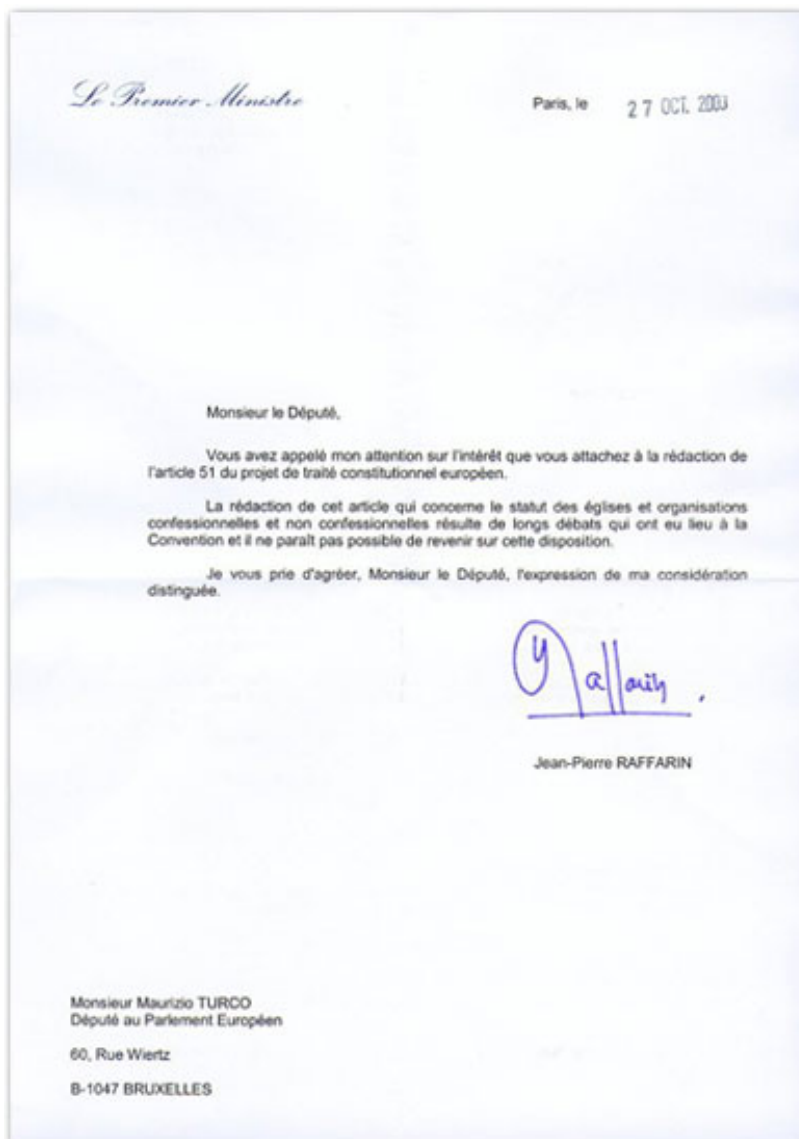 Le Premier Ministre
Paris, le 27 OCT. 2003
Monsieur le Député,
Vous avez appelé mon attention sur l'intérêt que vous attachez à la rédaction de
l'article 51 du projet de traité constitutionnel européen.
La rédaction de cet article qui concerne le statut des églises et organisations
confessionnelles et non confessionnelles résulte de longs débats qui ont eu lieu à la
Convention et il ne paraît pas possible de revenir sur cette disposition.
Je vous prie d'agréer, Monsieur le Député, l'expression de ma considération
distinguée.
Raffarin
Jean-Pierre RAFFARIN
Monsieur Maurizio TURCO
Député au Parlement Européen
60, Rue Wiertz
B-1047 BRUXELLES